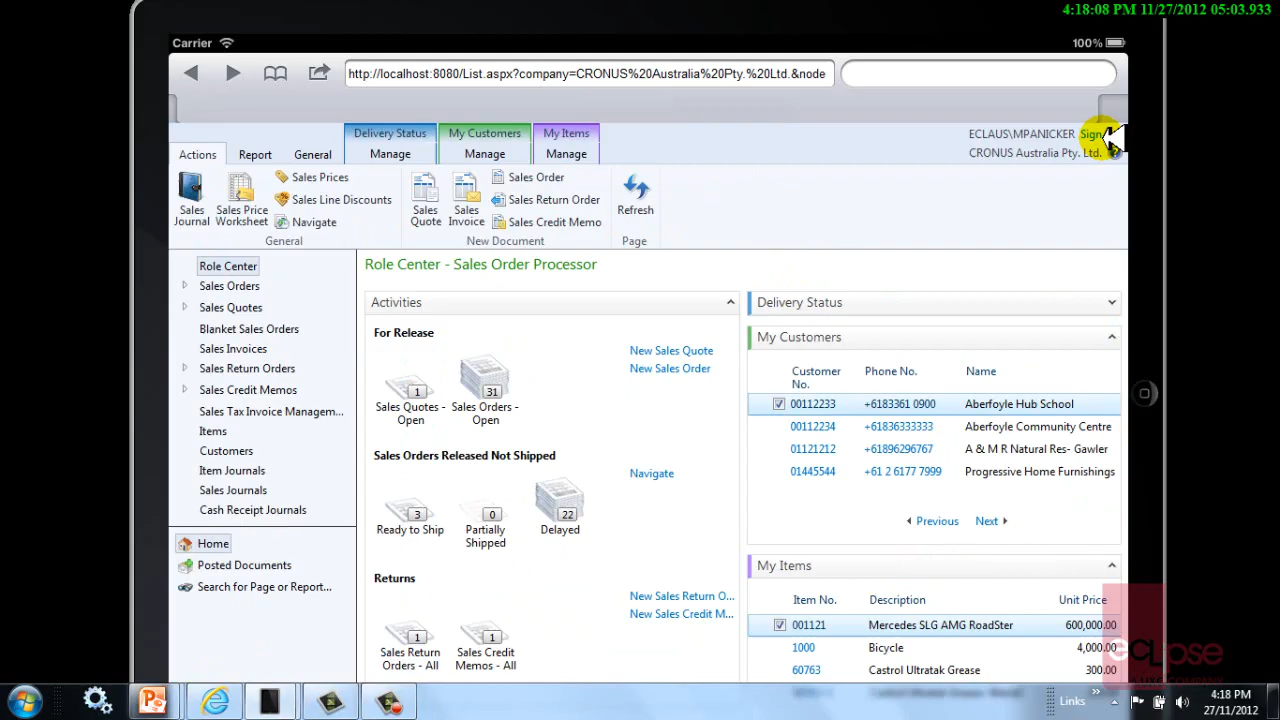 4:18:08 PM 11/27/2012 05:03.933
Carrier
100%
http://localhost:8080/List.aspx?company=CRONUS%20Australia%20Pty.%20Ltd.&node
Delivery Status
My Customers
My Items
ECLAUS\MPANICKER Sign
CRONUS Australia Pty. Ltd.
Actions
Report
General
Manage
Manage
Manage
Sales Journal
Sales Price Worksheet
Sales Prices
Sales Line Discounts
Navigate
General
Sales Quote
Sales Invoice
Sales Order
Sales Return Order
Sales Credit Memo
New Document
Refresh
Page
Role Center
Sales Orders
Sales Quotes
Blanket Sales Orders
Sales Invoices
Sales Return Orders
Sales Credit Memos
Sales Tax Invoice Managem...
Items
Customers
Item Journals
Sales Journals
Cash Receipt Journals
Home
Posted Documents
Search for Page or Report...
Role Center - Sales Order Processor
Activities
For Release
New Sales Quote
New Sales Order
1
31
Sales Quotes - Open
Sales Orders - Open
Sales Orders Released Not Shipped
Navigate
3
0
22
Ready to Ship
Partially Shipped
Delayed
Returns
New Sales Return O...
New Sales Credit M...
1
1
Sales Return Orders - All
Sales Credit Memos - All
Delivery Status
My Customers
Customer No.
Phone No.
Name
00112233 +6183361 0900 Aberfoyle Hub School
00112234 +61836333333 Aberfoyle Community Centre
01121212 +61896296767 A & M R Natural Res- Gawler
01445544 +61 2 6177 7999 Progressive Home Furnishings
Previous
Next
My Items
Item No. Description Unit Price
001121 Mercedes SLG AMG RoadSter 600,000.00
1000 Bicycle 4,000.00
60763 Castrol Ultratak Grease 300.00
eclipse
A UXC COMPANY
Links
4:18 PM
27/11/2012